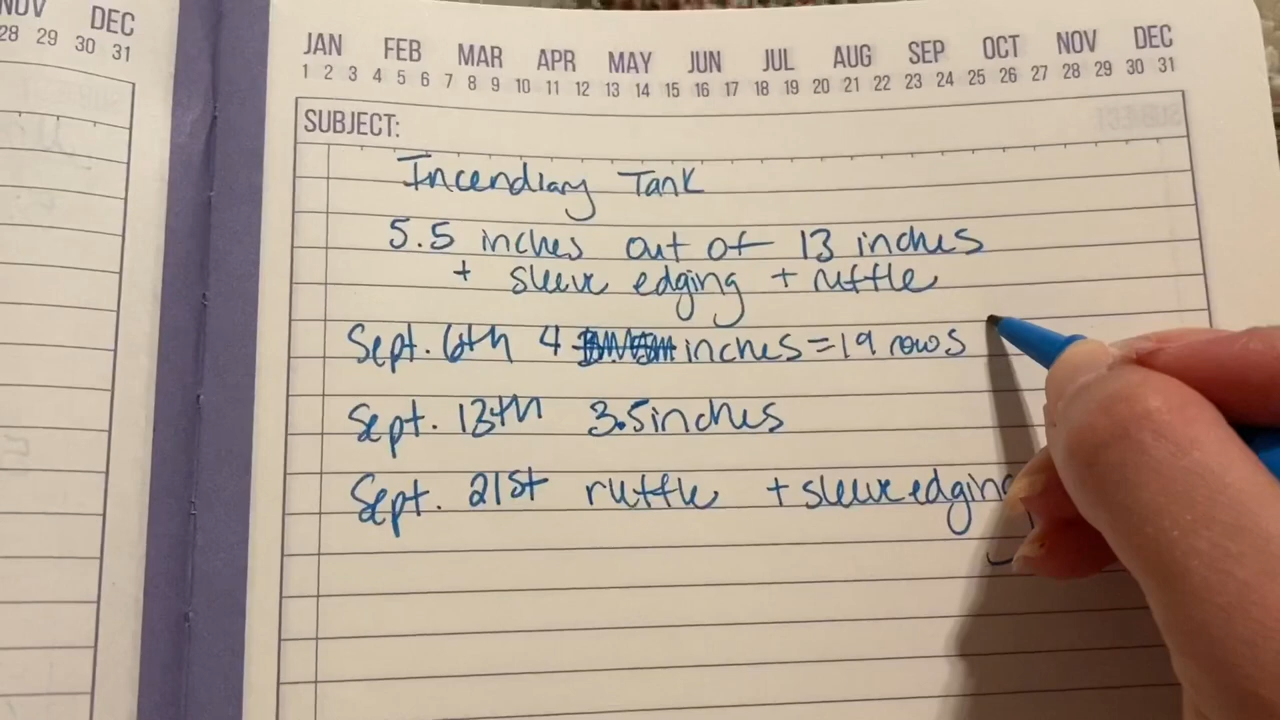 NOV DEC
28 29 30 31
JAN FEB MAR APR MAY JUN JUL AUG SEP OCT NOV DEC
1 2 3 4 5 6 7 8 9 10 11 12 13 14 15 16 17 18 19 20 21 22 23 24 25 26 27 28 29 30 31
SUBJECT:
Incendiary Tank
5.5 inches out of 13 inches
+ sleeve edging + ruffle
Sept. 6th 4 inches = 19 rows
Sept. 13th 3.5 inches
Sept. 21st ruffle + sleeve edging